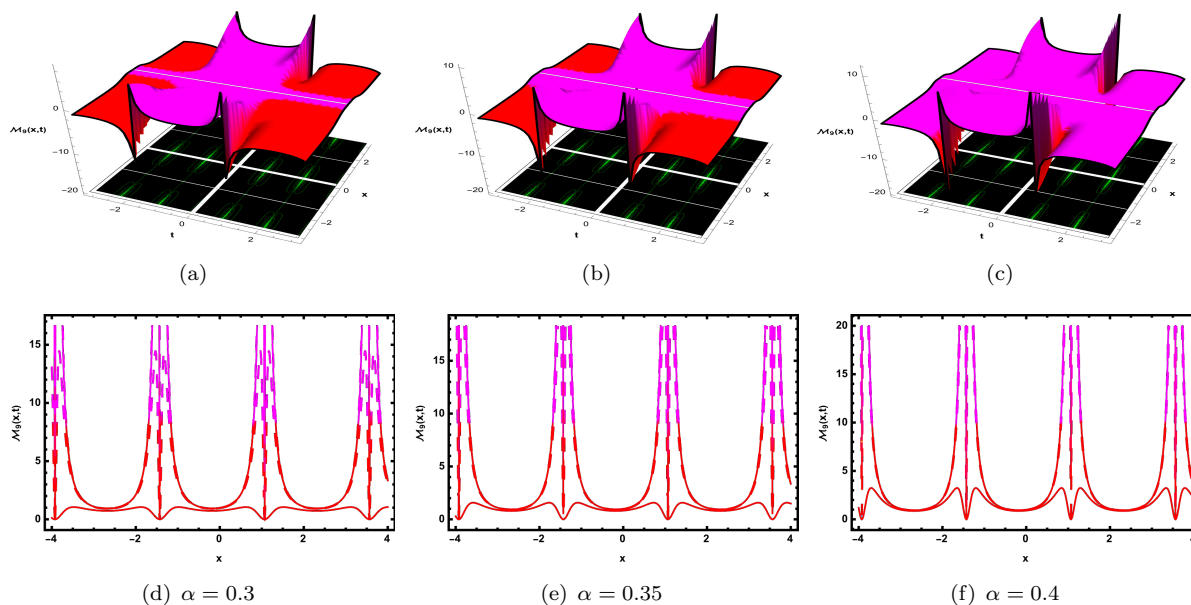 0
-10
-20
ℳ₉(x,t)
-2
0
2
t
-2
0
2
x
(a)
10
0
-10
-20
ℳ₉(x,t)
-2
0
2
t
-2
0
2
x
(b)
10
0
-10
-20
ℳ₉(x,t)
-2
0
2
t
-2
0
2
x
(c)
15
10
5
0
ℳ₉(x,t)
-4 -2 0 2 4
x
(d) α = 0.3
15
10
5
0
ℳ₉(x,t)
-4 -2 0 2 4
x
(e) α = 0.35
20
15
10
5
0
ℳ₉(x,t)
-4 -2 0 2 4
x
(f) α = 0.4